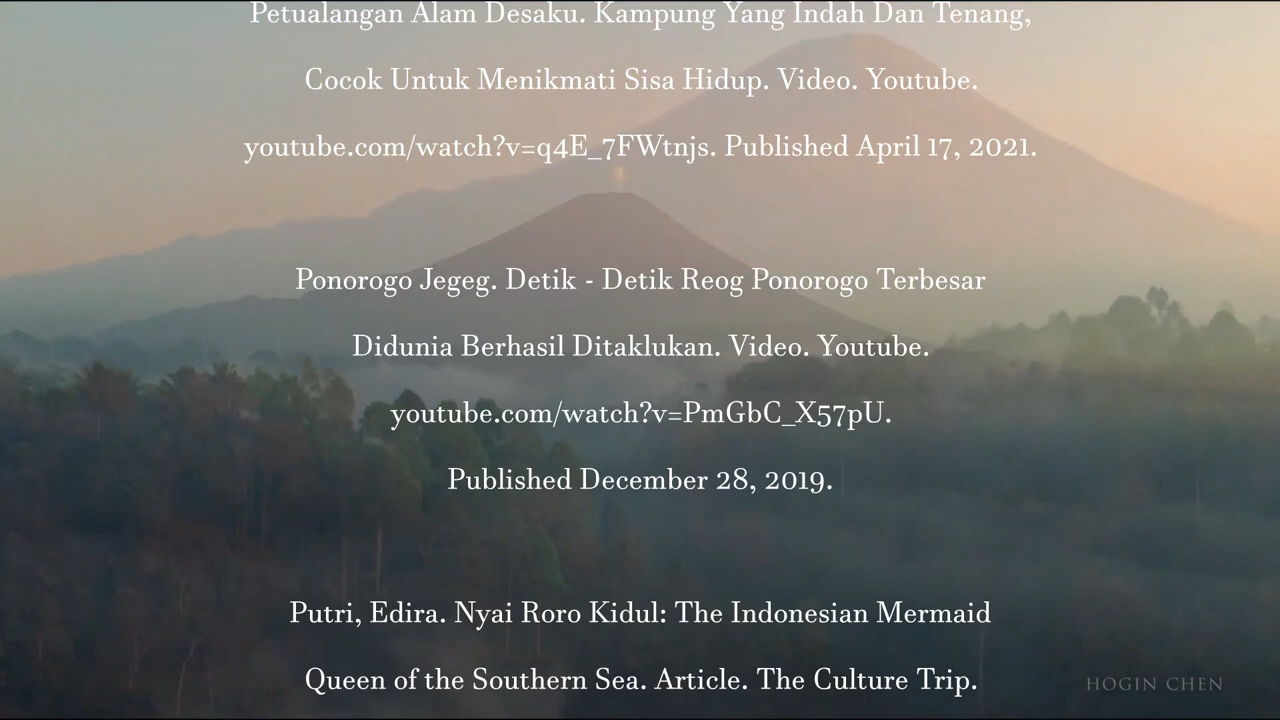 Petualangan Alam Desaku. Kampung Yang Indah Dan Tenang,
Cocok Untuk Menikmati Sisa Hidup. Video. Youtube.
youtube.com/watch?v=q4E_7FWtnjs. Published April 17, 2021.
Ponorogo Jegeg. Detik - Detik Reog Ponorogo Terbesar
Didunia Berhasil Ditaklukan. Video. Youtube.
youtube.com/watch?v=PmGbC_X57pU.
Published December 28, 2019.
Putri, Edira. Nyai Roro Kidul: The Indonesian Mermaid
Queen of the Southern Sea. Article. The Culture Trip.
HOGIN CHEN